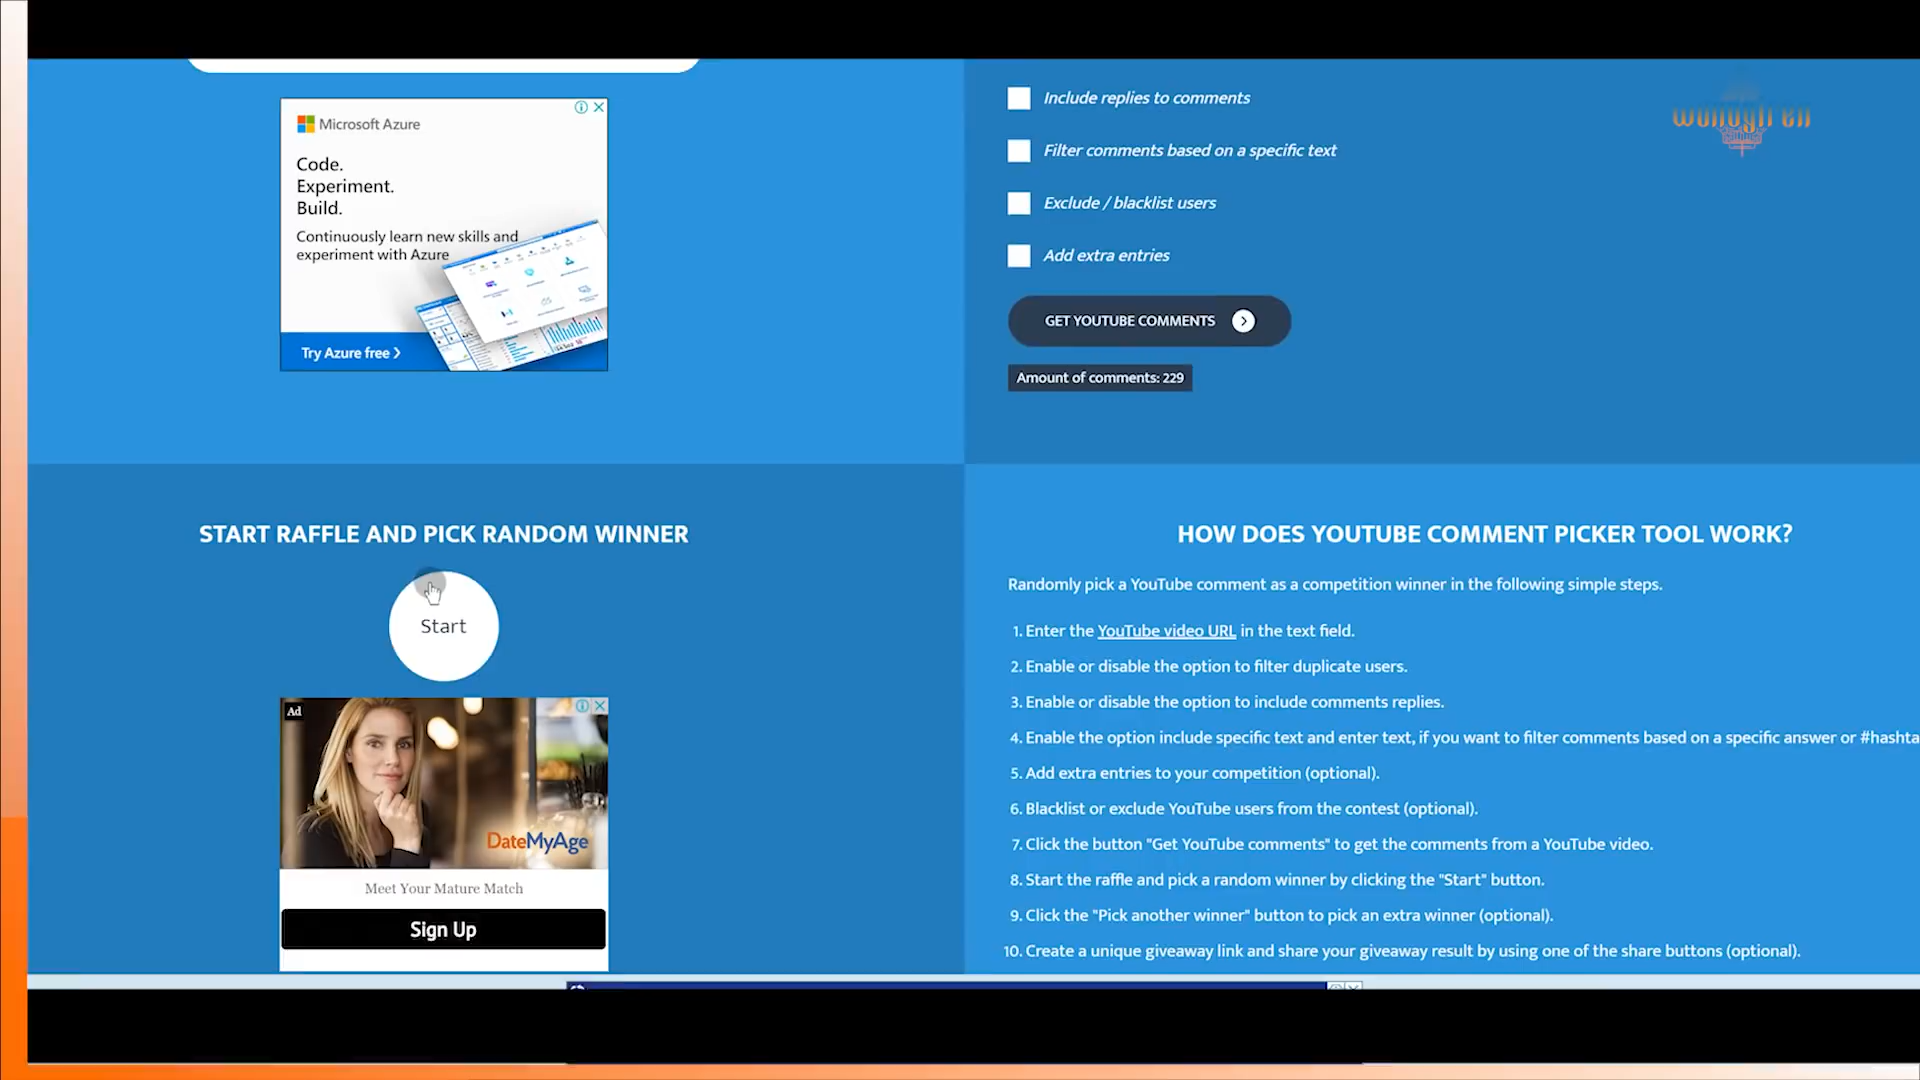 Microsoft Azure
Code.
Experiment.
Build.
Continuously learn new skills and
experiment with Azure
Try Azure free
Include replies to comments
Filter comments based on a specific text
Exclude / blacklist users
Add extra entries
GET YOUTUBE COMMENTS
Amount of comments: 229
START RAFFLE AND PICK RANDOM WINNER
Start
Ad
DateMyAge
Meet Your Mature Match
Sign Up
HOW DOES YOUTUBE COMMENT PICKER TOOL WORK?
Randomly pick a YouTube comment as a competition winner in the following simple steps.
1. Enter the YouTube video URL in the text field.
2. Enable or disable the option to filter duplicate users.
3. Enable or disable the option to include comments replies.
4. Enable the option include specific text and enter text, if you want to filter comments based on a specific answer or #hashta
5. Add extra entries to your competition (optional).
6. Blacklist or exclude YouTube users from the contest (optional).
7. Click the button "Get YouTube comments" to get the comments from a YouTube video.
8. Start the raffle and pick a random winner by clicking the "Start" button.
9. Click the "Pick another winner" button to pick an extra winner (optional).
10. Create a unique giveaway link and share your giveaway result by using one of the share buttons (optional).